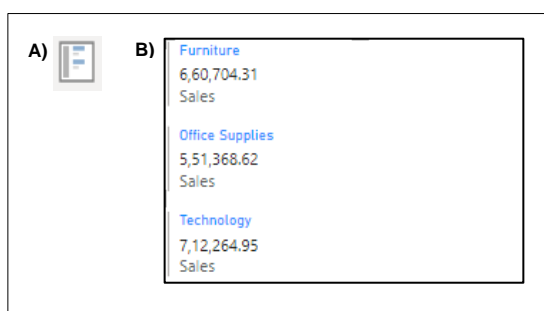 A)
B)
Furniture
6,60,704.31
Sales
Office Supplies
5,51,368.62
Sales
Technology
7,12,264.95
Sales